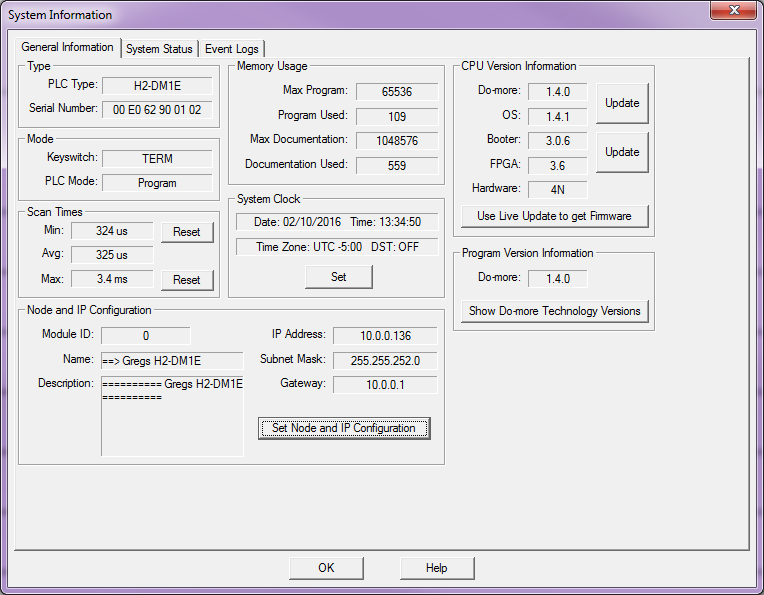 System Information
General Information
System Status
Event Logs
Type
PLC Type: H2-DM1E
Serial Number: 00 E0 62 90 01 02
Mode
Keyswitch: TERM
PLC Mode: Program
Scan Times
Min: 324 us Reset
Avg: 325 us
Max: 3.4 ms Reset
Memory Usage
Max Program: 65536
Program Used: 109
Max Documentation: 1048576
Documentation Used: 559
System Clock
Date: 02/10/2016 Time: 13:34:50
Time Zone: UTC -5:00 DST: OFF
Set
CPU Version Information
Do-more: 1.4.0 Update
OS: 1.4.1
Booter: 3.0.6 Update
FPGA: 3.6
Hardware: 4N
Use Live Update to get Firmware
Program Version Information
Do-more: 1.4.0
Show Do-more Technology Versions
Node and IP Configuration
Module ID: 0
Name: ==> Gregs H2-DM1E
Description: ========== Gregs H2-DM1E
==========
IP Address: 10.0.0.136
Subnet Mask: 255.255.252.0
Gateway: 10.0.0.1
Set Node and IP Configuration
OK
Help